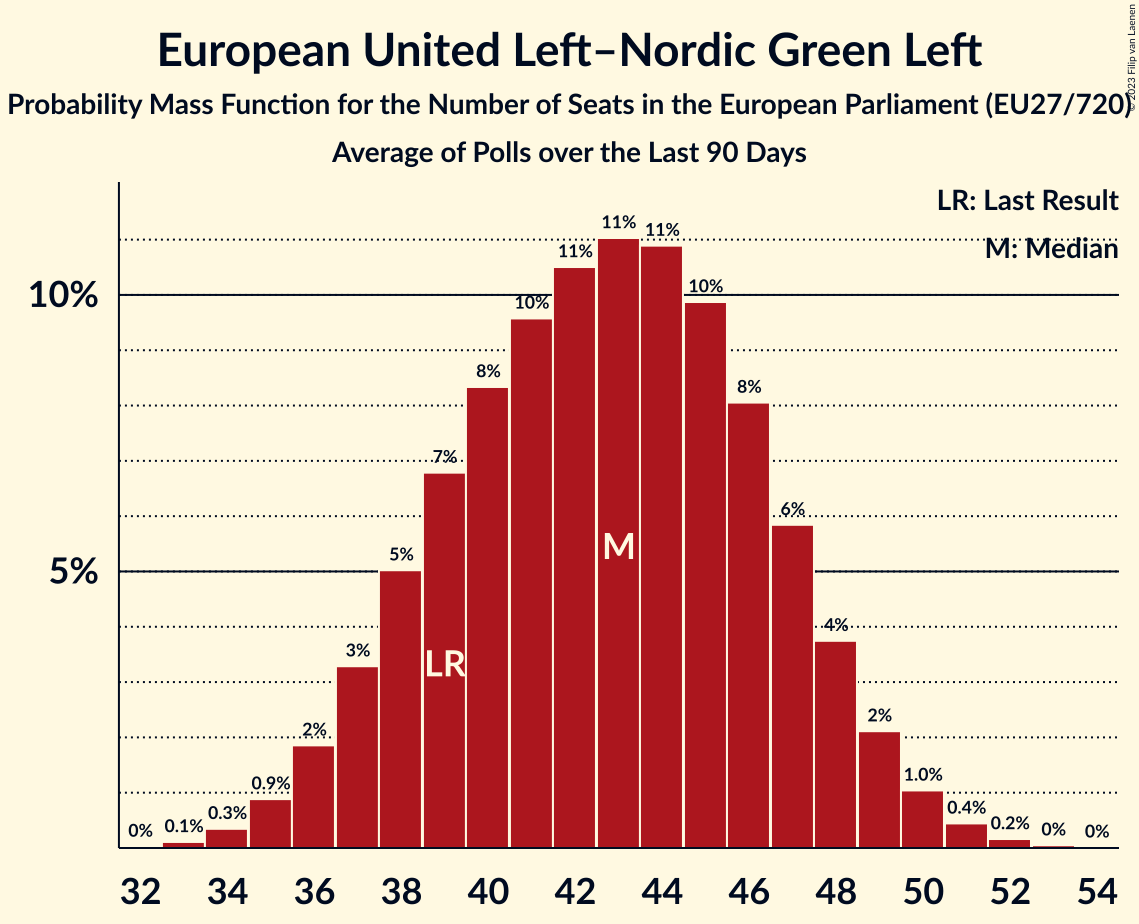 European United Left–Nordic Green Left
Probability Mass Function for the Number of Seats in the European Parliament (EU27/720)
Average of Polls over the Last 90 Days
© 2023 Filip van Laenen
LR: Last Result
M: Median
10%
5%
0%
0.1%
0.3%
0.9%
2%
3%
5%
7%
8%
10%
11%
11%
11%
10%
8%
6%
4%
2%
1.0%
0.4%
0.2%
0%
0%
LR
M
32 34 36 38 40 42 44 46 48 50 52 54